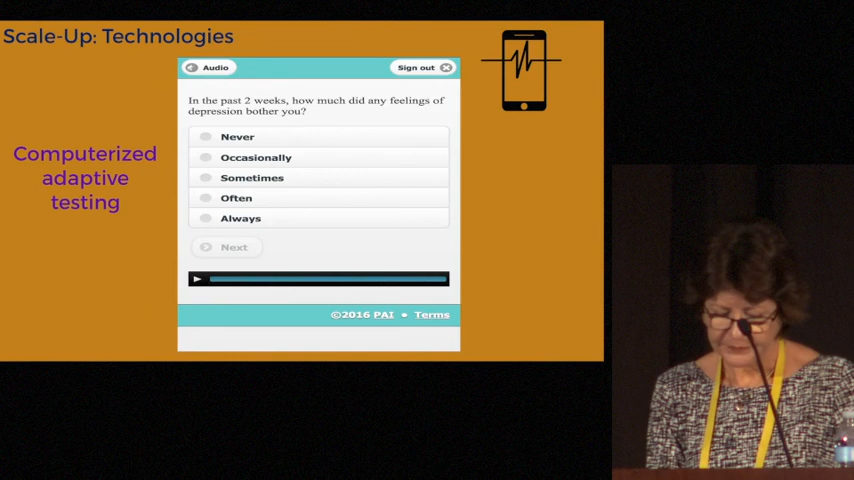 Scale-Up: Technologies
Audio
Sign out
In the past 2 weeks, how much did any feelings of
depression bother you?
Never
Occasionally
Sometimes
Often
Always
Next
Computerized
adaptive
testing
©2016 PAI • Terms